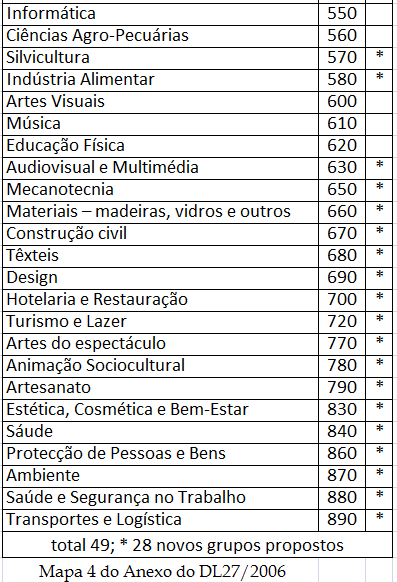 Informática 550
Ciências Agro-Pecuárias 560
Silvicultura 570 *
Indústria Alimentar 580 *
Artes Visuais 600
Música 610
Educação Física 620
Audiovisual e Multimédia 630 *
Mecanotecnia 650 *
Materiais – madeiras, vidros e outros 660 *
Construção civil 670 *
Têxteis 680 *
Design 690 *
Hotelaria e Restauração 700 *
Turismo e Lazer 720 *
Artes do espectáculo 770 *
Animação Sociocultural 780 *
Artesanato 790 *
Estética, Cosmética e Bem-Estar 830 *
Sáude 840 *
Protecção de Pessoas e Bens 860 *
Ambiente 870 *
Saúde e Segurança no Trabalho 880 *
Transportes e Logística 890 *
total 49; * 28 novos grupos propostos
Mapa 4 do Anexo do DL27/2006